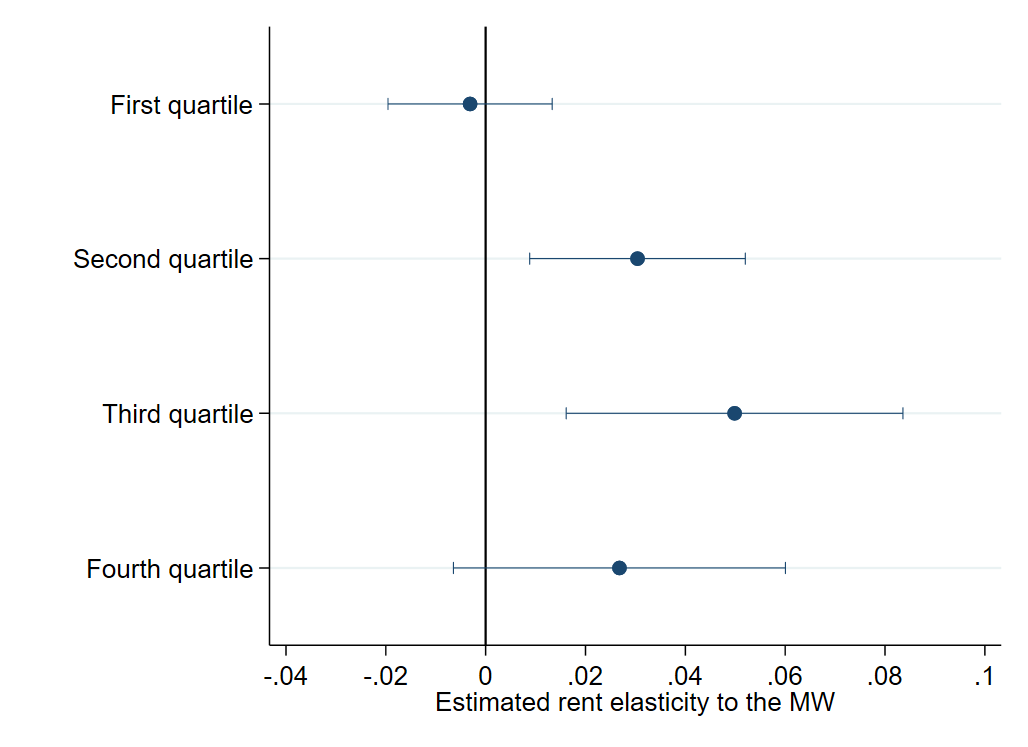 First quartile
Second quartile
Third quartile
Fourth quartile
-.04 -.02 0 .02 .04 .06 .08 .1
Estimated rent elasticity to the MW